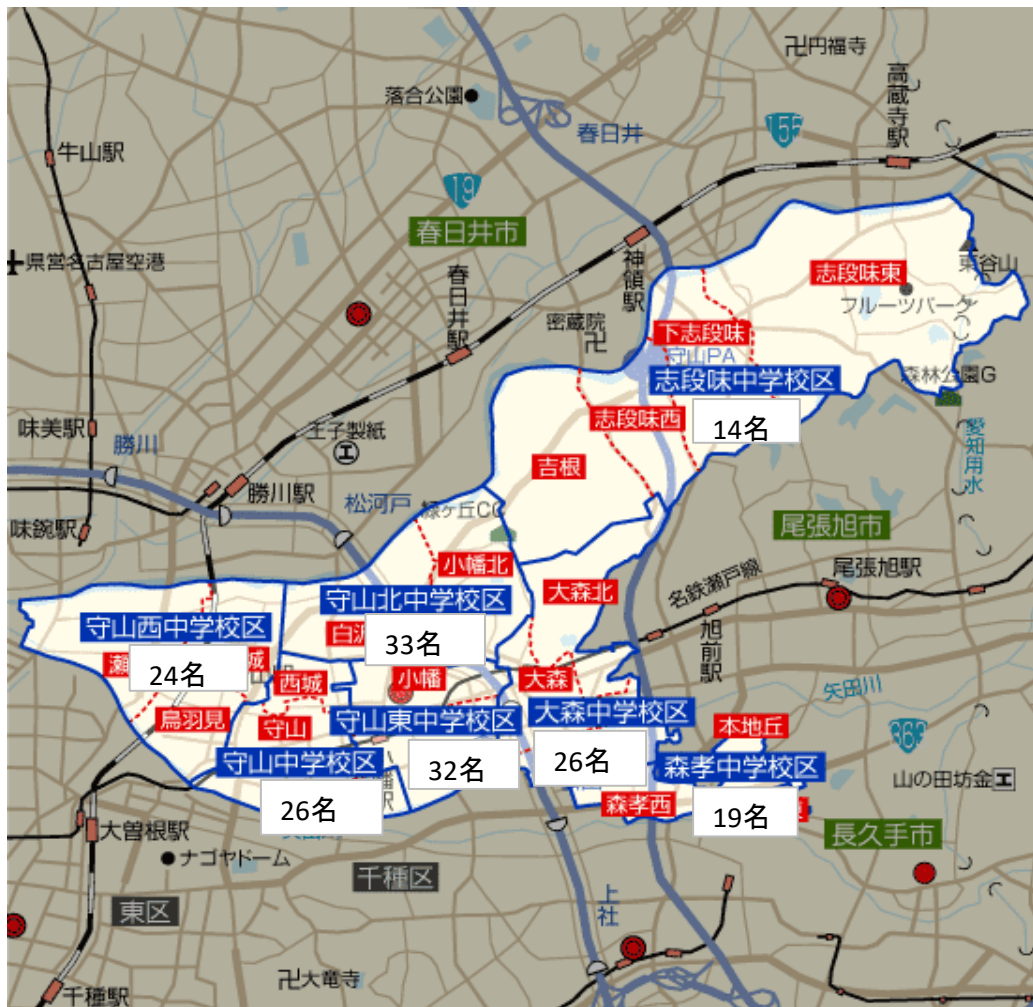 卍円福寺
高蔵寺駅
落合公園
155
春日井
牛山駅
19
春日井市
県営名古屋空港
春日井駅
神領駅
志段味東
東谷山
フルーツパーク
密蔵院
卍
下志段味
守山PA
志段味中学校区
森林公園G
14名
志段味西
味美駅
勝川
王子製紙
吉根
愛知用水
勝川駅
松河戸
緑ヶ丘CC
味鋺駅
尾張旭市
小幡北
尾張旭駅
大森北
名鉄瀬戸線
守山西中学校区
守山北中学校区
旭前駅
33名
24名
西城
小幡
大森
矢田川
鳥羽見
守山
守山東中学校区
大森中学校区
本地丘
363
守山中学校区
32名
26名
森孝中学校区
山の田坊金
26名
森孝西
19名
大曽根駅
長久手市
ナゴヤドーム
千種区
東区
上社
卍大竜寺
千種駅